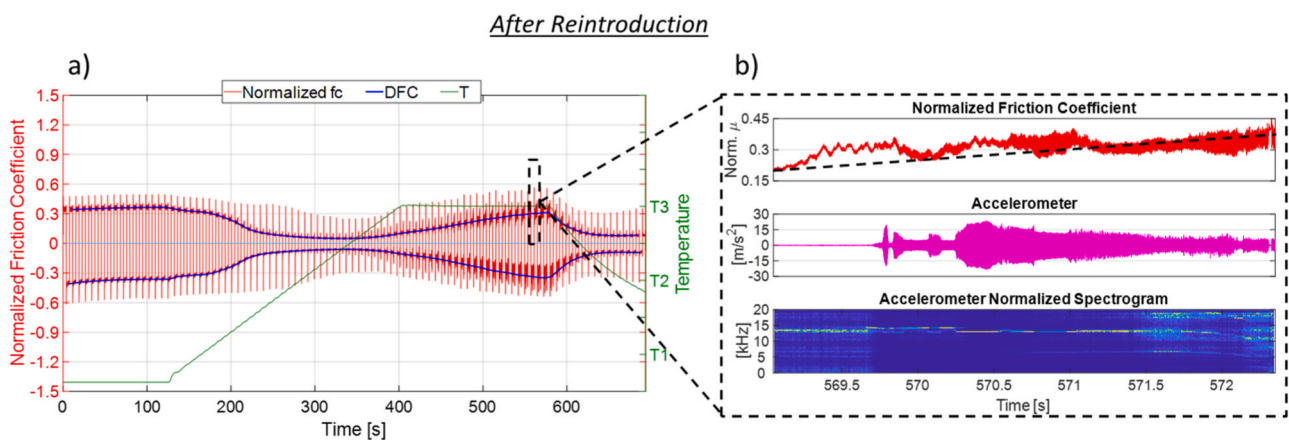 After Reintroduction
a)
Normalized fc DFC T
Normalized Friction Coefficient
1.5
1.2
0.9
0.6
0.3
0
-0.3
-0.6
-0.9
-1.2
-1.5
T3
T2
T1
Temperature
0 100 200 300 400 500 600
Time [s]
b)
Normalized Friction Coefficient
Norm. μ
0.45
0.3
0.15
Accelerometer
[m/s²]
30
15
0
-15
-30
Accelerometer Normalized Spectrogram
[kHz]
20
15
10
5
0
569.5 570 570.5 571 571.5 572
Time [s]